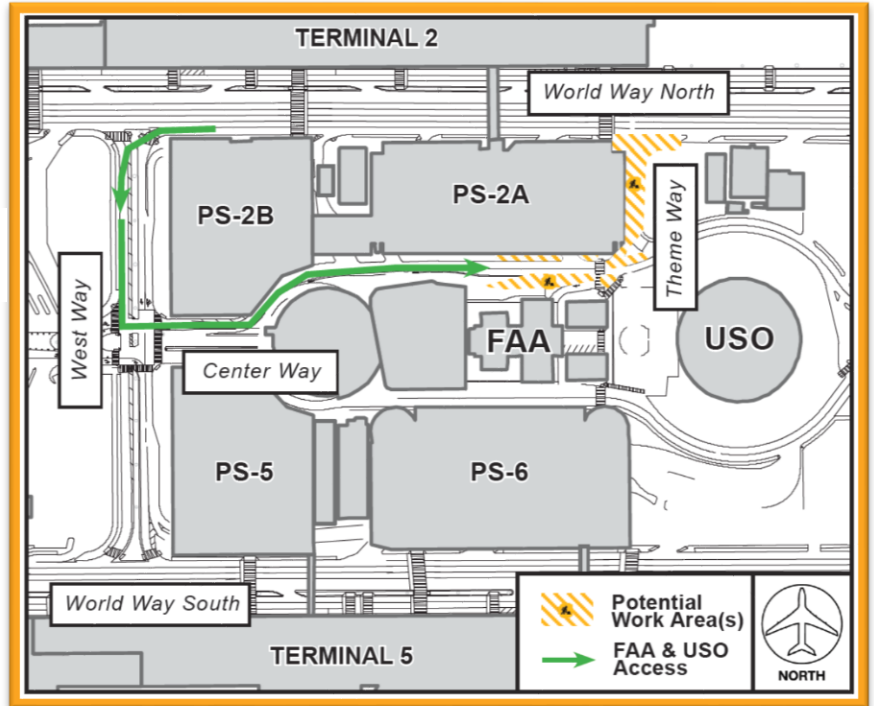 TERMINAL 2
World Way North
PS-2B
PS-2A
Theme Way
West Way
FAA
USO
Center Way
PS-5
PS-6
World Way South
TERMINAL 5
Potential
Work Area(s)
FAA & USO
Access
NORTH